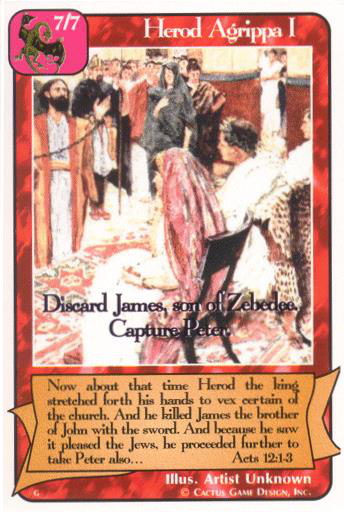 7/7
Herod Agrippa I
Discard James, son of Zebedee.
Capture Peter.
Now about that time Herod the king
stretched forth his hands to vex certain of
the church. And he killed James the brother
of John with the sword. And because he saw
it pleased the Jews, he proceeded further to
take Peter also... Acts 12:1-3
Illus. Artist Unknown
G © Cactus Game Design, Inc.